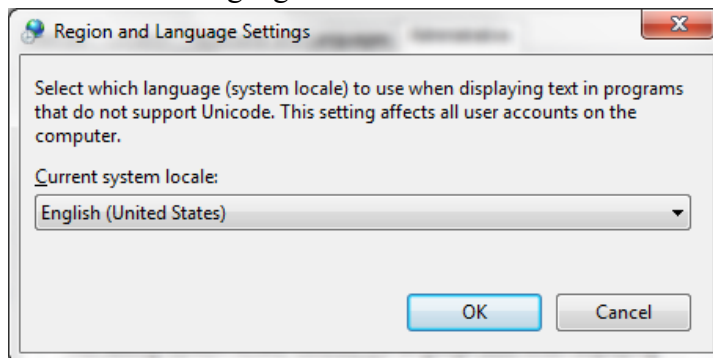 Region and Language Settings
Select which language (system locale) to use when displaying text in programs
that do not support Unicode. This setting affects all user accounts on the
computer.
Current system locale:
English (United States)
OK
Cancel